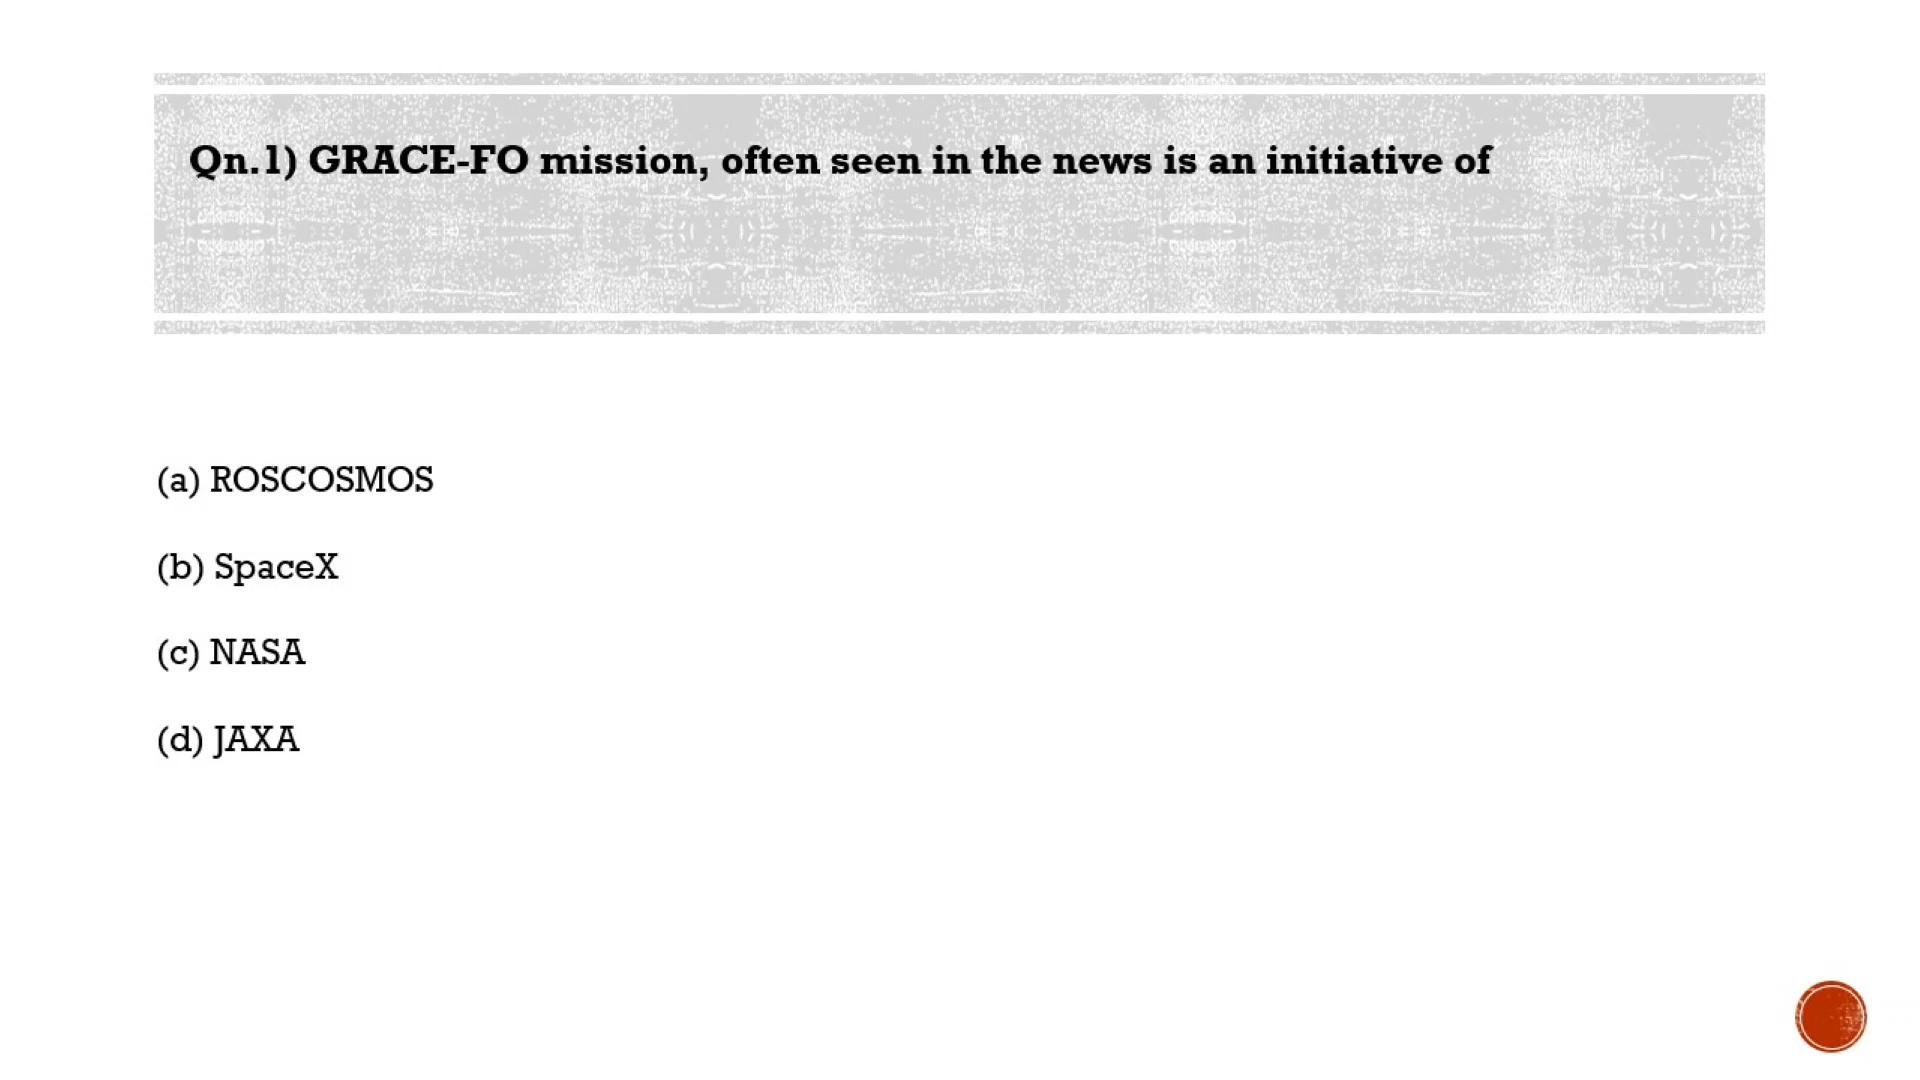 Qn.1) GRACE-FO mission, often seen in the news is an initiative of
(a) ROSCOSMOS
(b) SpaceX
(c) NASA
(d) JAXA